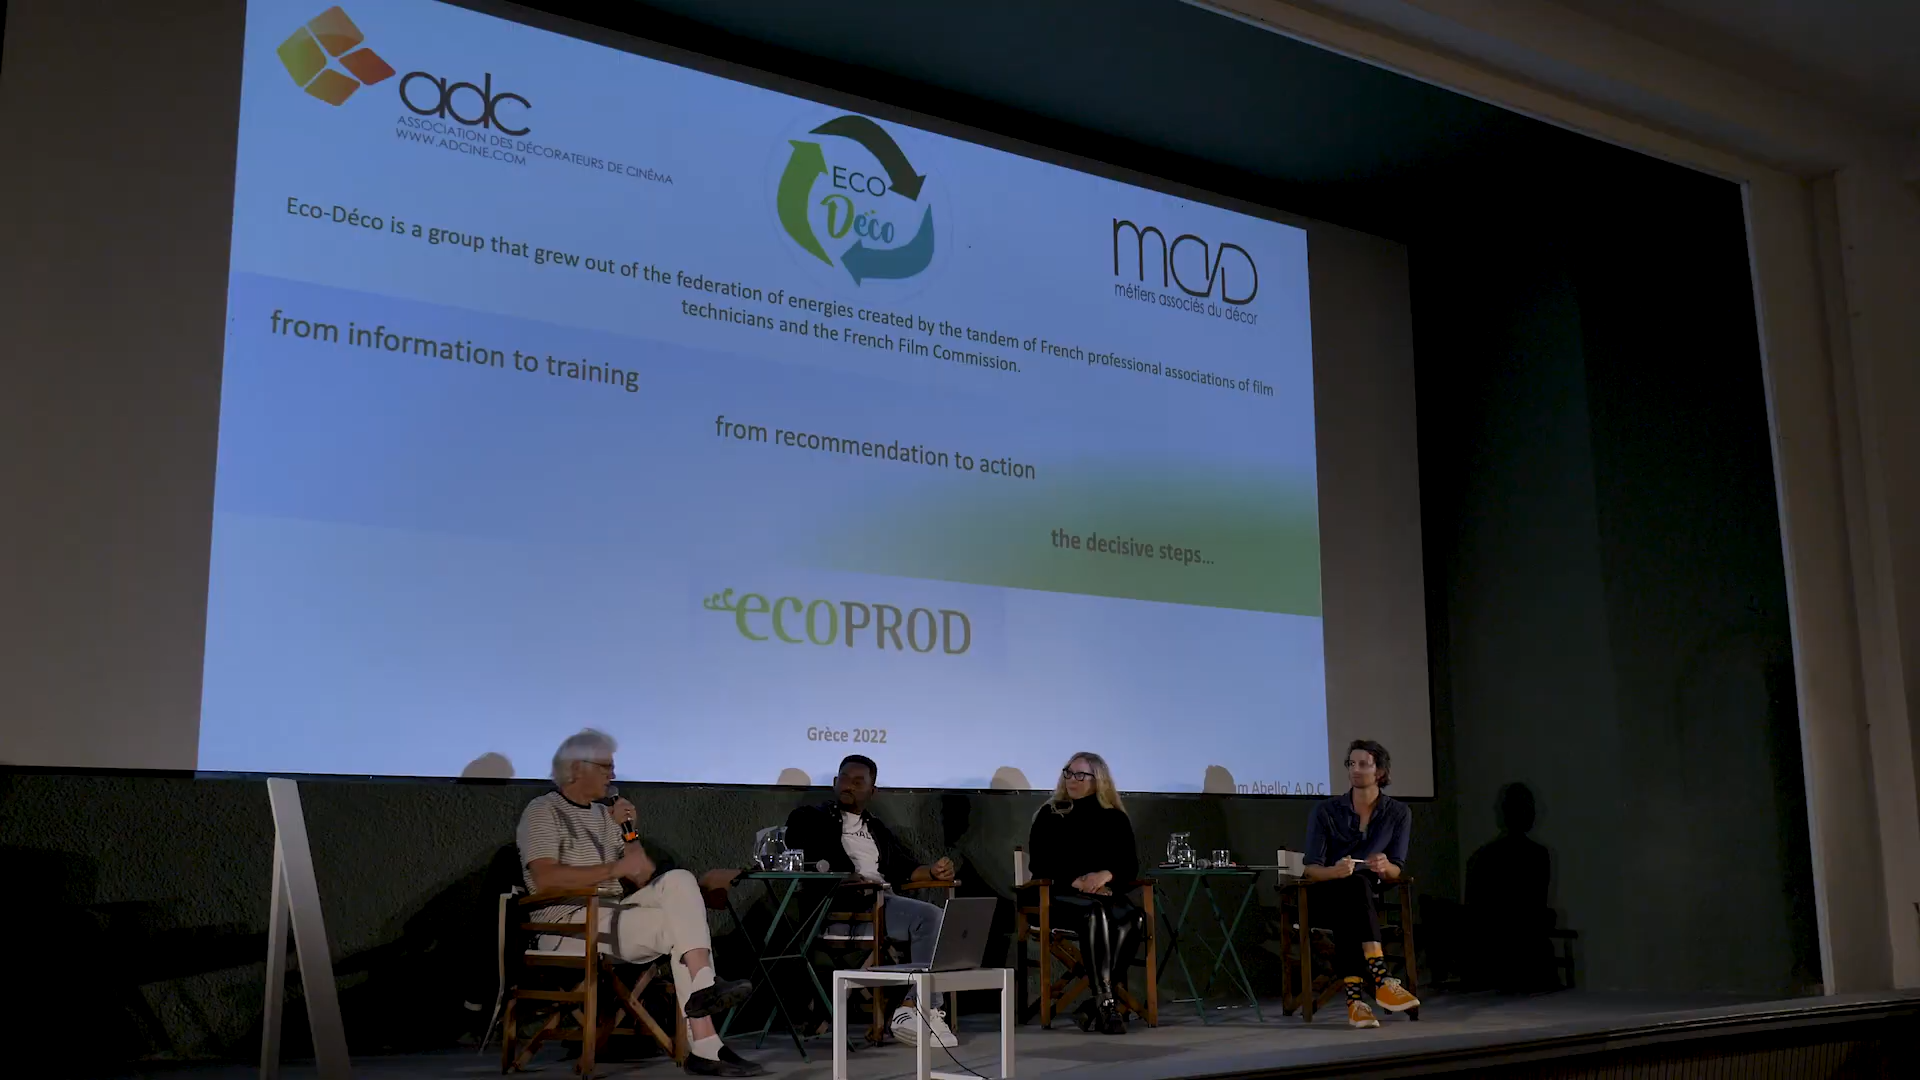 adc
ASSOCIATION DES DÉCORATEURS DE CINÉMA
WWW.ADCINE.COM
ECO
Déco
maD
métiers associés du décor
Eco-Déco is a group that grew out of the federation of energies created by the tandem of French professional associations of film
technicians and the French Film Commission.
from information to training
from recommendation to action
the decisive steps...
ecoPROD
Grèce 2022
Abello' A.D.C